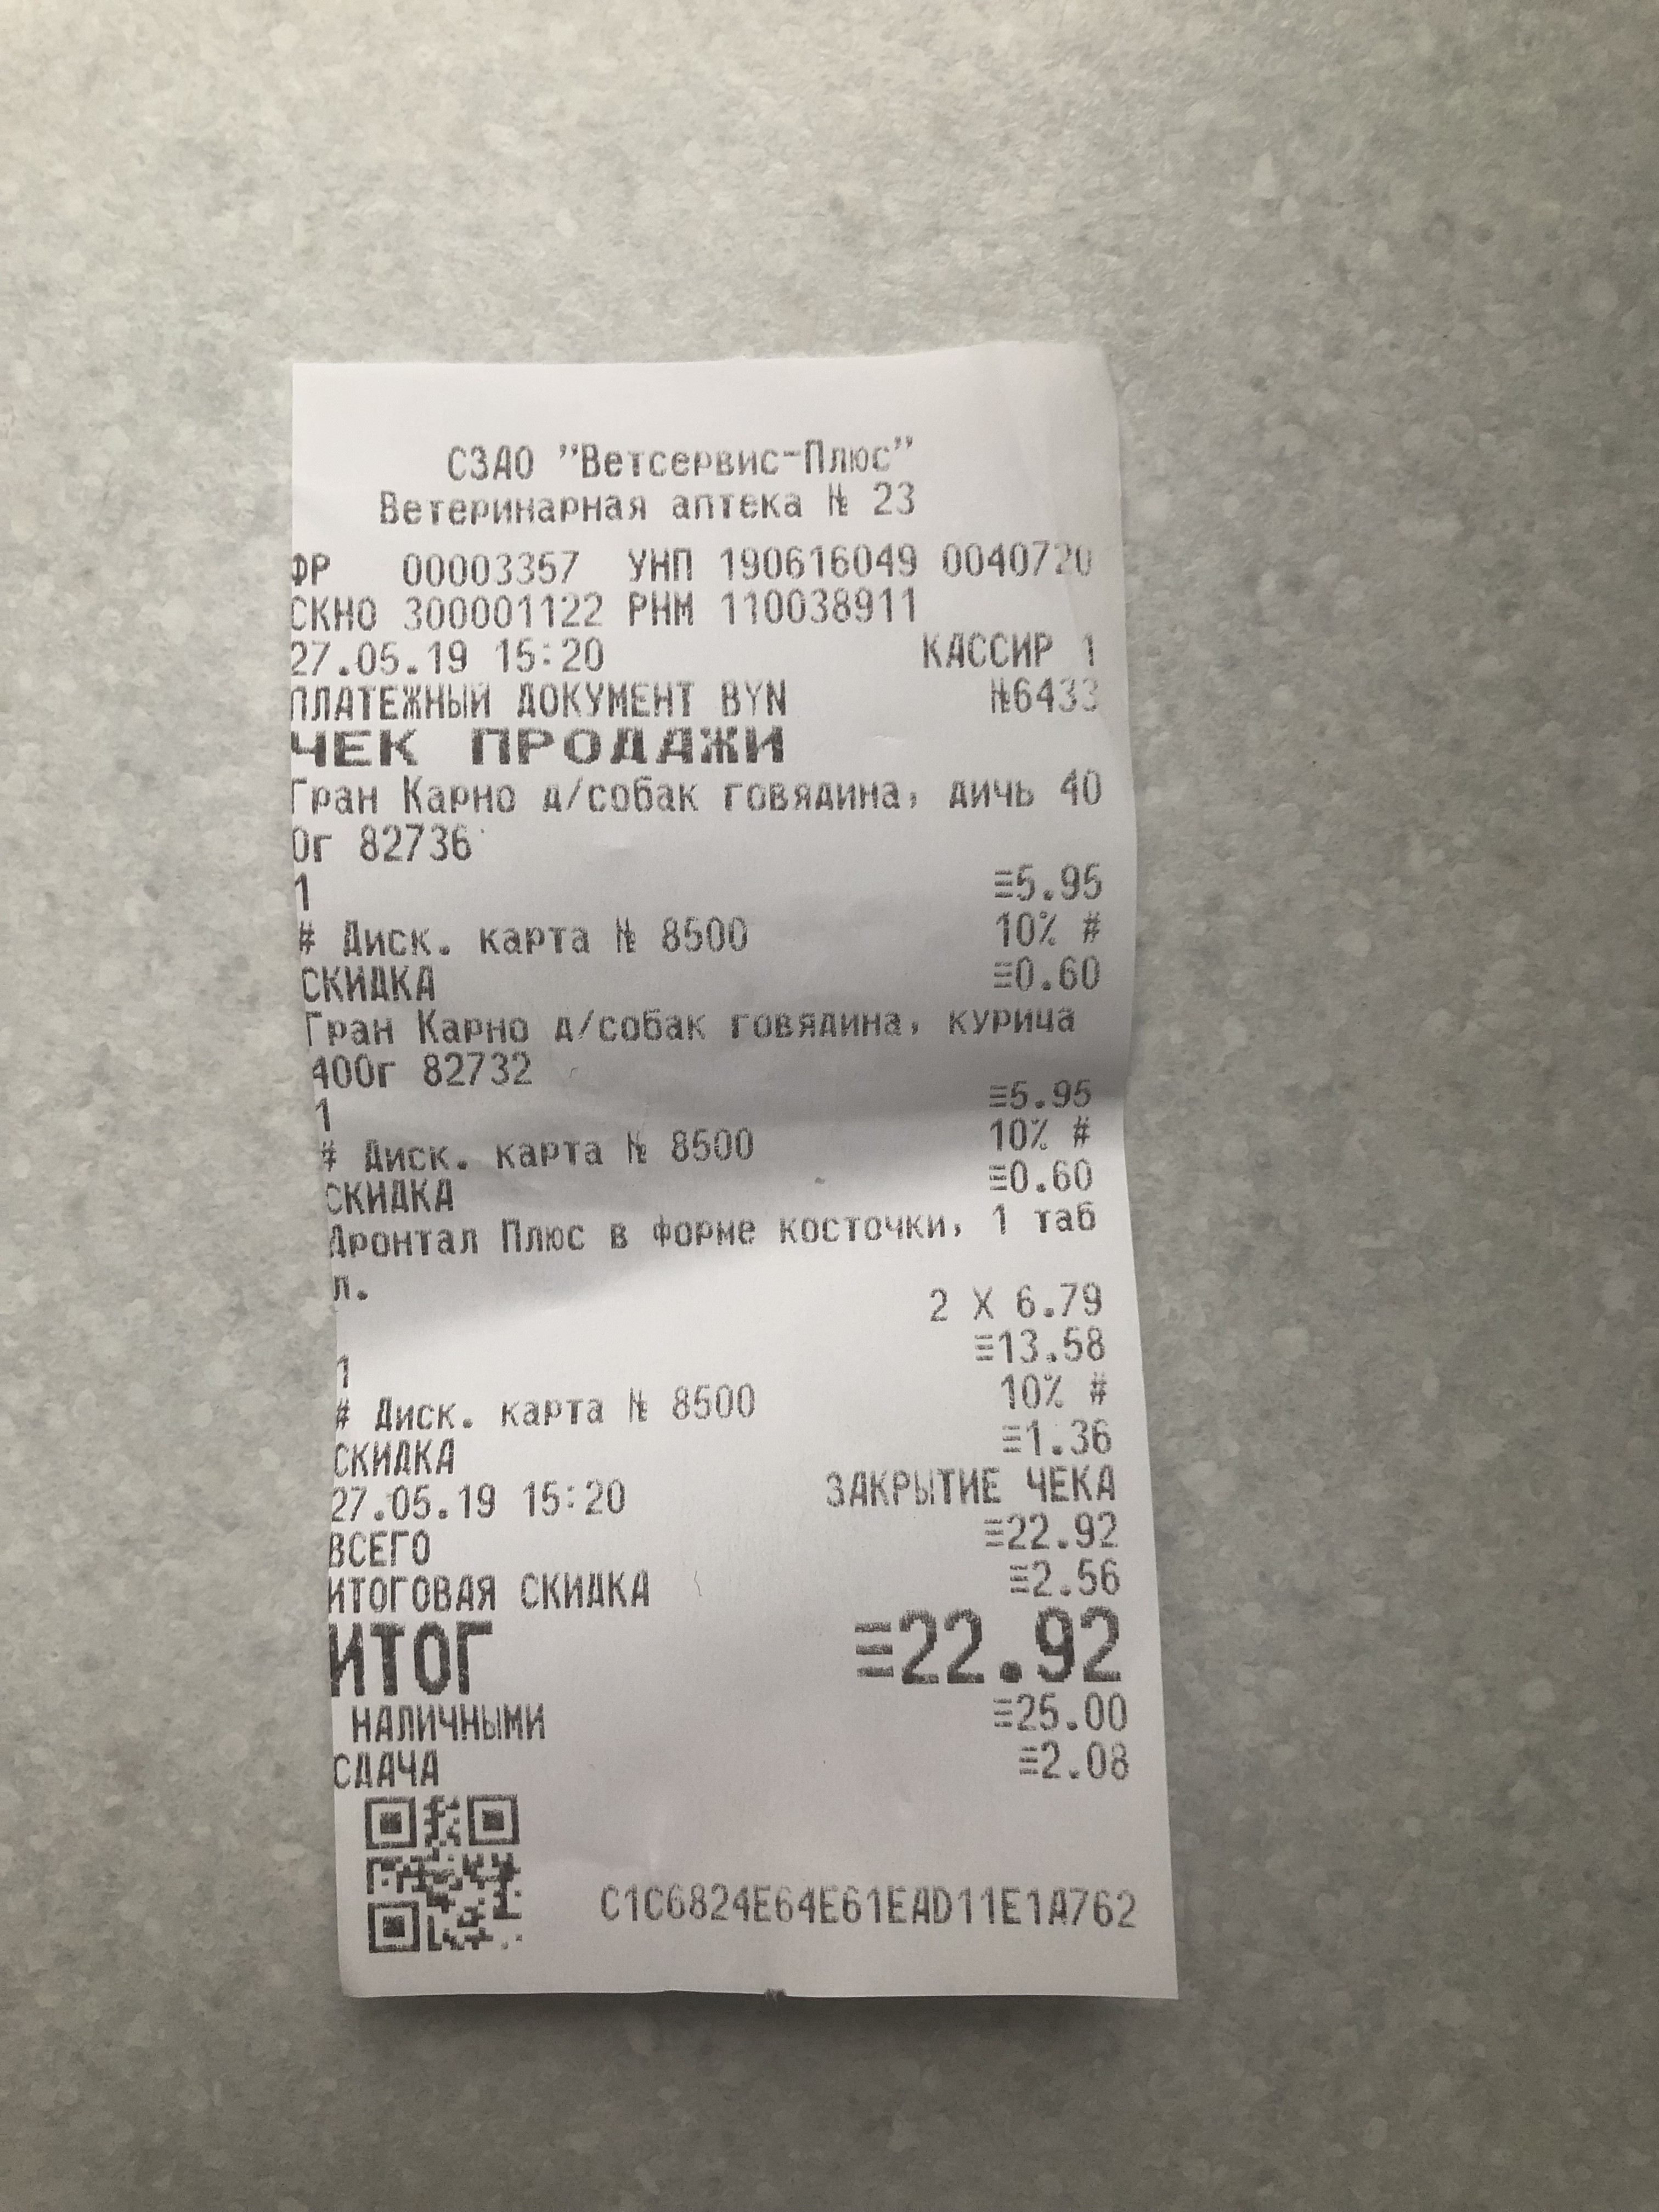 СЗАО "Ветсервис-Плюс"
Ветеринарная аптека № 23
ФР 00003357 УНП 190616049 0040720
СКНО 300001122 РНМ 110038911
27.05.19 15:20 КАССИР 1
ПЛАТЕЖНЫЙ ДОКУМЕНТ BYN №6433
ЧЕК ПРОДАЖИ
Гран Карно д/собак говядина, дичь 40
0г 82736
1 ≡5.95
# Диск. карта № 8500 10% #
СКИДКА ≡0.60
Гран Карно д/собак говядина, курица
400г 82732
1 ≡5.95
# Диск. карта № 8500 10% #
СКИДКА ≡0.60
Дронтал Плюс в форме косточки, 1 таб
л.
2 X 6.79
1 ≡13.58
# Диск. карта № 8500 10% #
СКИДКА ≡1.36
27.05.19 15:20 ЗАКРЫТИЕ ЧЕКА
ВСЕГО ≡22.92
ИТОГОВАЯ СКИДКА ≡2.56
ИТОГ ≡22.92
НАЛИЧНЫМИ ≡25.00
СДАЧА ≡2.08
C1C6824E64E61EAD11E1A762